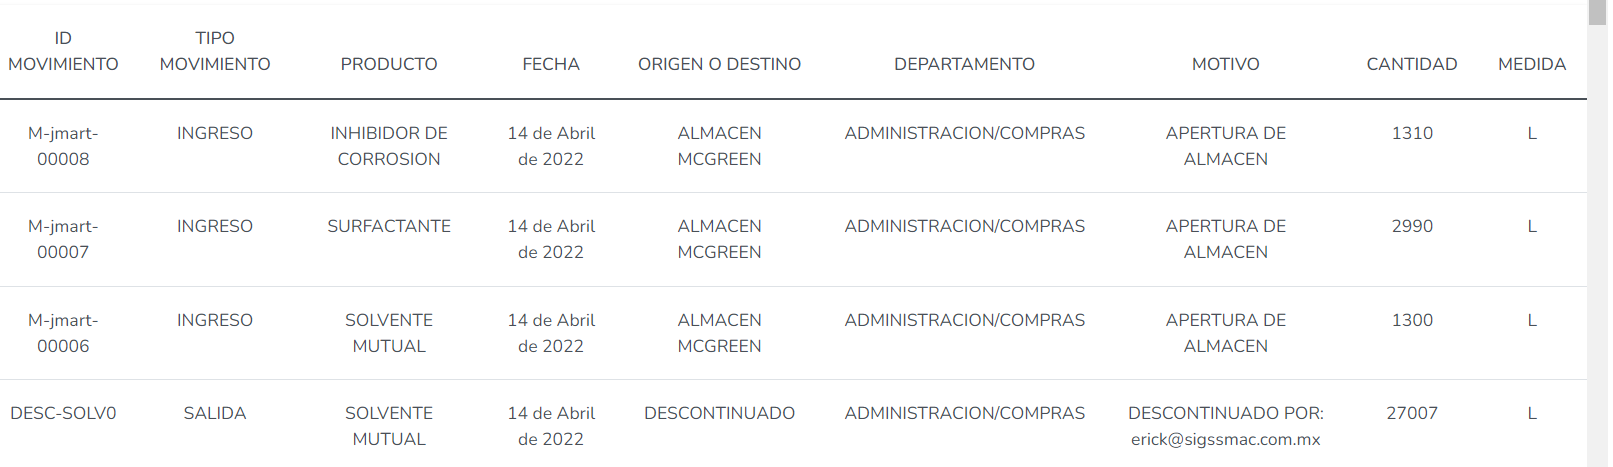 ID MOVIMIENTO TIPO MOVIMIENTO PRODUCTO FECHA ORIGEN O DESTINO DEPARTAMENTO MOTIVO CANTIDAD MEDIDA
M-jmart- INGRESO INHIBIDOR DE 14 de Abril ALMACEN ADMINISTRACION/COMPRAS APERTURA DE 1310 L
00008 CORROSION de 2022 MCGREEN ALMACEN
M-jmart- INGRESO SURFACTANTE 14 de Abril ALMACEN ADMINISTRACION/COMPRAS APERTURA DE 2990 L
00007 de 2022 MCGREEN ALMACEN
M-jmart- INGRESO SOLVENTE 14 de Abril ALMACEN ADMINISTRACION/COMPRAS APERTURA DE 1300 L
00006 MUTUAL de 2022 MCGREEN ALMACEN
DESC-SOLV0 SALIDA SOLVENTE 14 de Abril DESCONTINUADO ADMINISTRACION/COMPRAS DESCONTINUADO POR: 27007 L
MUTUAL de 2022 erick@sigssmac.com.mx